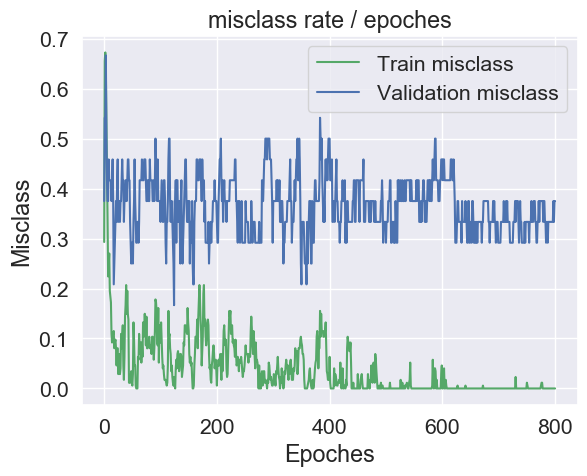 misclass rate / epoches
0.7
Train misclass
Validation misclass
0.6
0.5
0.4
0.3
0.2
0.1
0.0
Misclass
0 200 400 600 800
Epoches